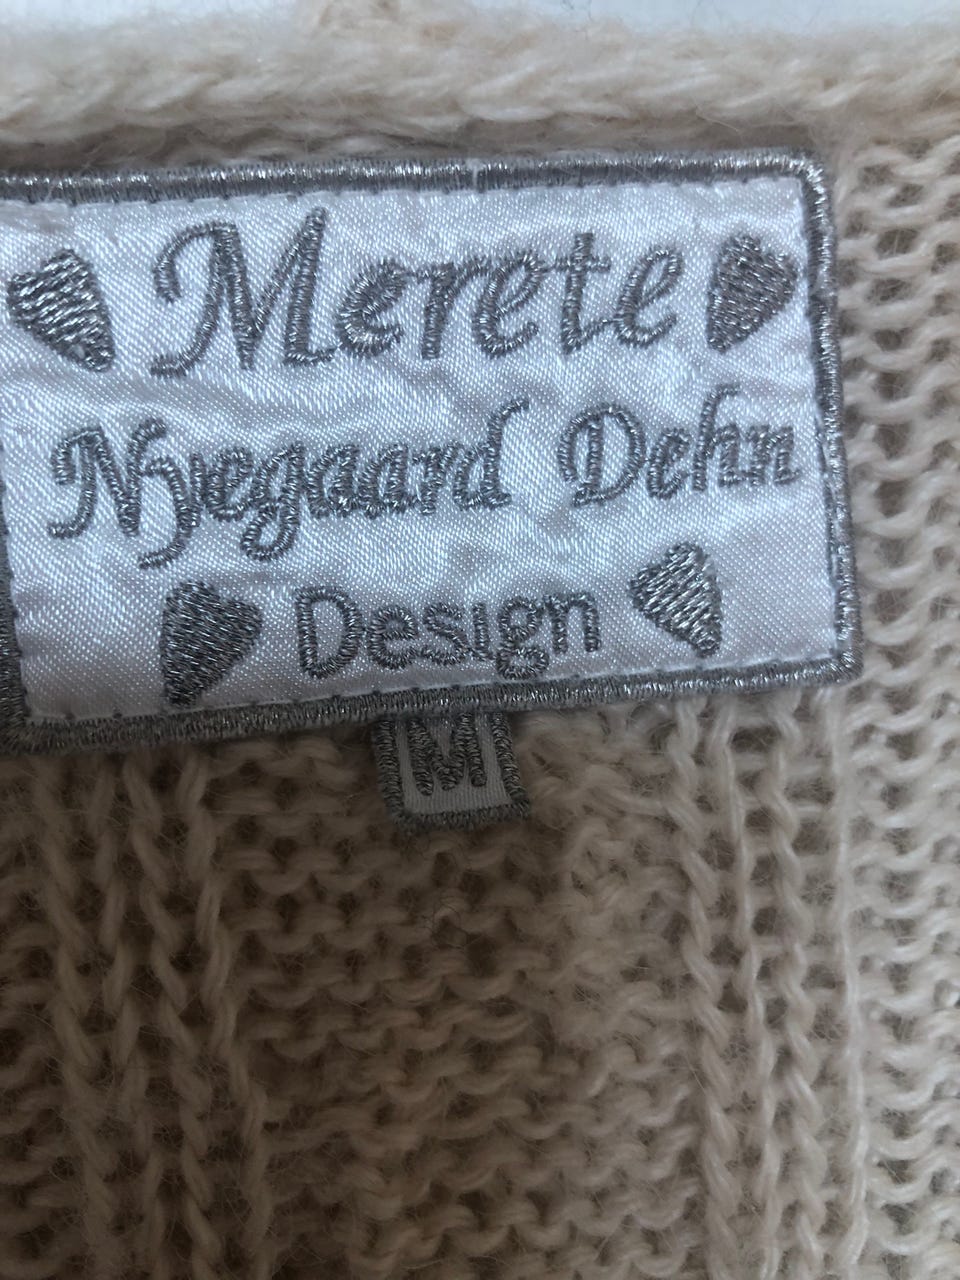 Merete
Nyegaard Dehn
Design
M